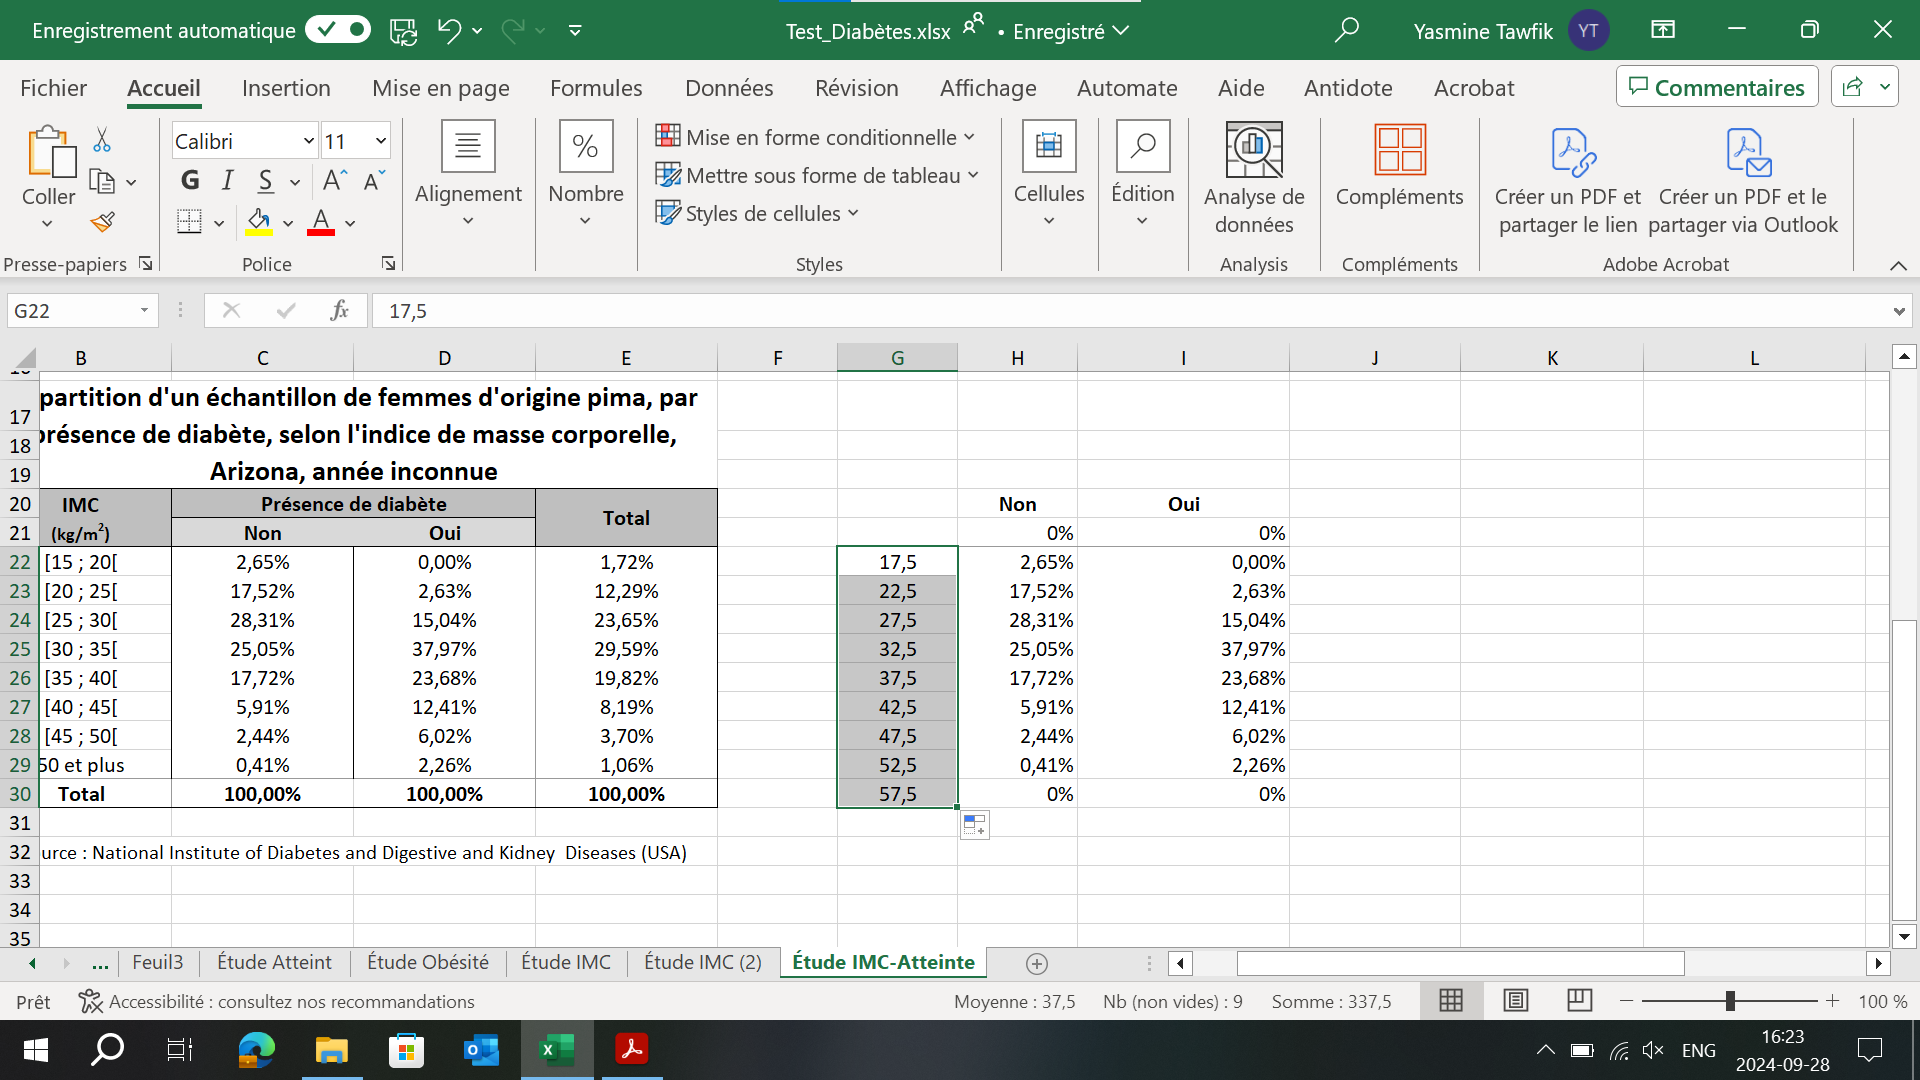 Enregistrement automatique
Test_Diabètes.xlsx • Enregistré
Yasmine Tawfik YT
Fichier Accueil Insertion Mise en page Formules Données Révision Affichage Automate Aide Antidote Acrobat Commentaires
Coller
Calibri 11
G I S A A
A
Alignement
%
Nombre
Mise en forme conditionnelle
Mettre sous forme de tableau
Styles de cellules
Cellules
Édition
Analyse de données
Compléments
Créer un PDF et partager le lien
Créer un PDF et le partager via Outlook
Presse-papiers Police Styles Analysis Compléments Adobe Acrobat
G22 fx 17,5
B C D E F G H I J K L
17 partition d'un échantillon de femmes d'origine pima, par
18 présence de diabète, selon l'indice de masse corporelle,
19 Arizona, année inconnue
20 IMC Présence de diabète Total Non Oui
21 (kg/m²) Non Oui 0% 0%
22 [15 ; 20[ 2,65% 0,00% 1,72% 17,5 2,65% 0,00%
23 [20 ; 25[ 17,52% 2,63% 12,29% 22,5 17,52% 2,63%
24 [25 ; 30[ 28,31% 15,04% 23,65% 27,5 28,31% 15,04%
25 [30 ; 35[ 25,05% 37,97% 29,59% 32,5 25,05% 37,97%
26 [35 ; 40[ 17,72% 23,68% 19,82% 37,5 17,72% 23,68%
27 [40 ; 45[ 5,91% 12,41% 8,19% 42,5 5,91% 12,41%
28 [45 ; 50[ 2,44% 6,02% 3,70% 47,5 2,44% 6,02%
29 50 et plus 0,41% 2,26% 1,06% 52,5 0,41% 2,26%
30 Total 100,00% 100,00% 100,00% 57,5 0% 0%
31
32 urce : National Institute of Diabetes and Digestive and Kidney Diseases (USA)
33
34
35
... Feuil3 Étude Atteint Étude Obésité Étude IMC Étude IMC (2) Étude IMC-Atteinte
Prêt Accessibilité : consultez nos recommandations Moyenne : 37,5 Nb (non vides) : 9 Somme : 337,5 100 %
ENG 16:23
2024-09-28